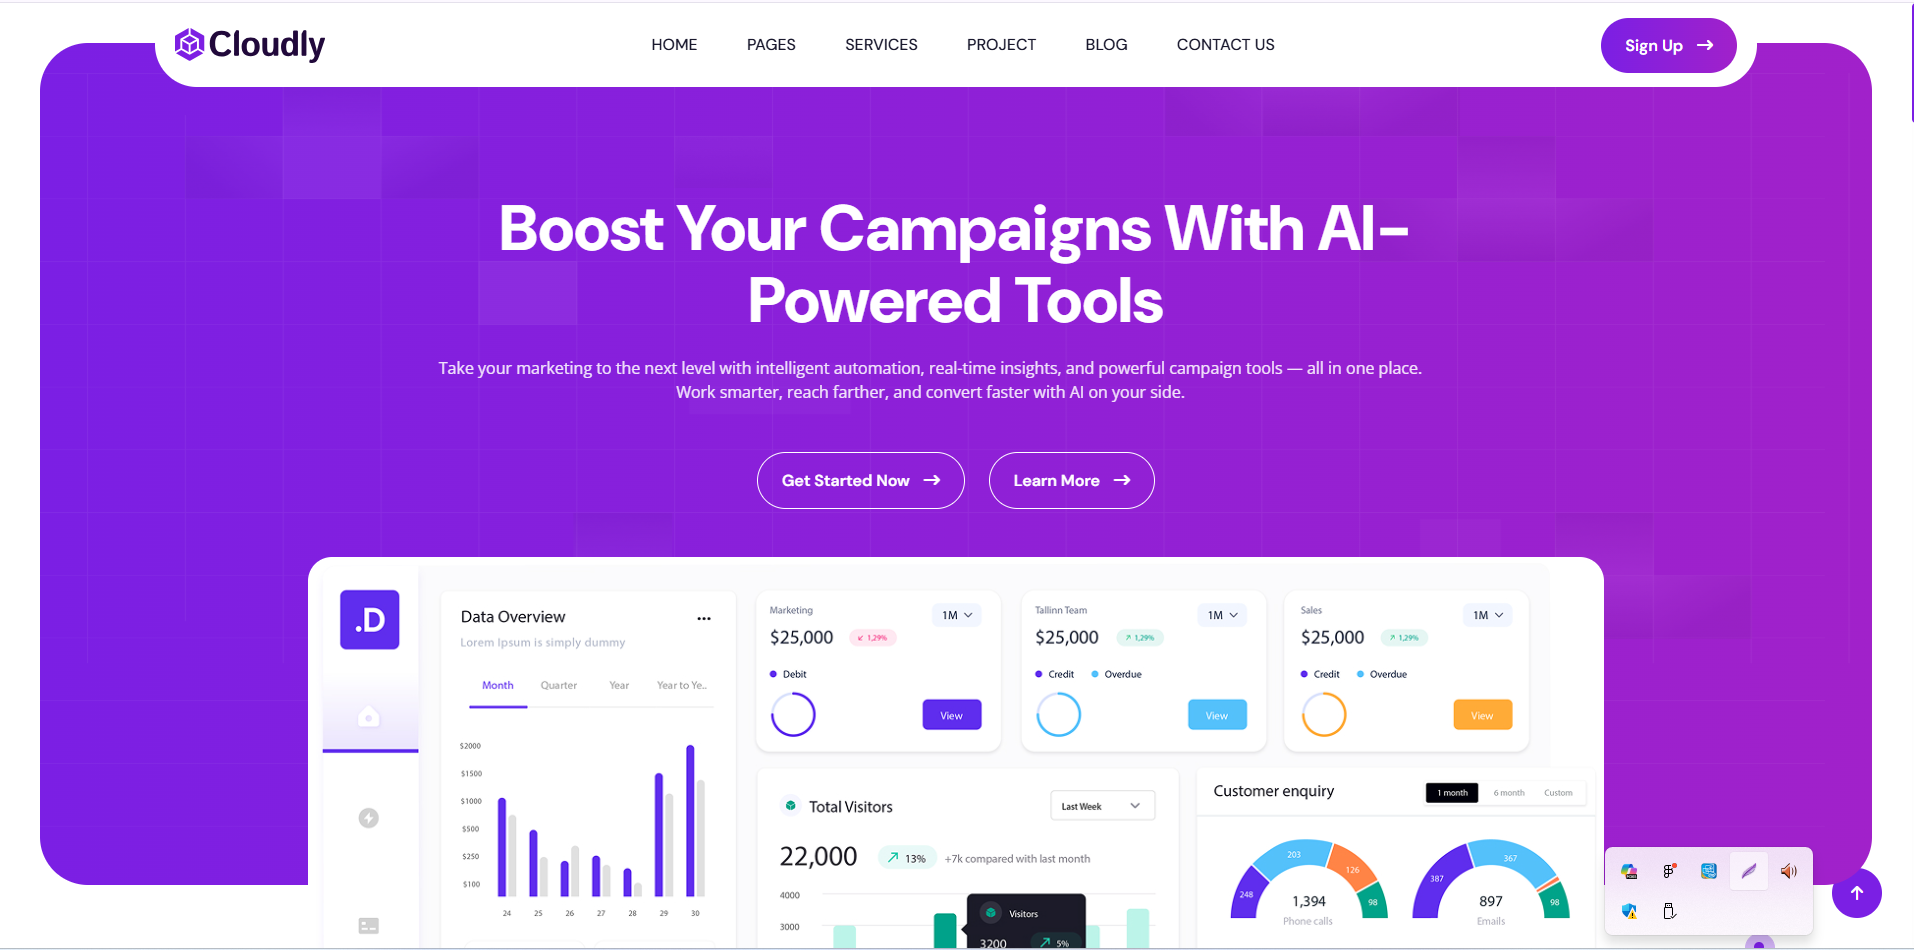 Cloudly
HOME PAGES SERVICES PROJECT BLOG CONTACT US
Sign Up
Boost Your Campaigns With AI-
Powered Tools
Take your marketing to the next level with intelligent automation, real-time insights, and powerful campaign tools — all in one place.
Work smarter, reach farther, and convert faster with AI on your side.
Get Started Now
Learn More
.D
Data Overview
Lorem Ipsum is simply dummy
Month Quarter Year Year to Ye..
$2000
$1500
$1000
$500
$250
$100
24 25 26 27 28 29 30
Marketing
1M
$25,000
1,29%
Debit
View
Tallinn Team
1M
$25,000
1,29%
Credit Overdue
View
Sales
1M
$25,000
1,29%
Credit Overdue
View
Total Visitors
Last Week
22,000
13%
+7k compared with last month
4000
3000
Visitors
3200
5%
Customer enquiry
1 month 6 month Custom
203
126
248
98
1,394
Phone calls
367
387
98
897
Emails